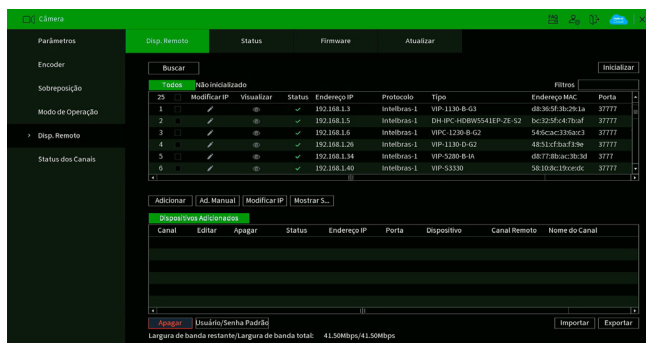 Câmera
Parâmetros
Encoder
Sobreposição
Modo de Operação
Disp. Remoto
Status dos Canais
Disp. Remoto Status Firmware Atualizar
Buscar Inicializar
Todos Não inicializado Filtros
25 Modificar IP Visualizar Status Endereço IP Protocolo Tipo Endereço MAC Porta
1 192.168.1.3 Intelbras-1 VIP-1130-B-G3 d8:36:5f:3b:29:1a 37777
2 192.168.1.5 Intelbras-1 DH-IPC-HDBW5541EP-ZE-S2 bc:32:5f:c4:7b:af 37777
3 192.168.1.6 Intelbras-1 VIPC-1230-B-G2 54:6c:ac:33:6a:c3 37777
4 192.168.1.26 Intelbras-1 VIP-1130-D-G2 48:51:cf:ba:f3:9e 37777
5 192.168.1.34 Intelbras-1 VIP-5280-B-IA d8:77:8b:ac:3b:3d 3777
6 192.168.1.40 Intelbras-1 VIP-S3330 58:10:8c:19:ce:dc 37777
Adicionar Ad. Manual Modificar IP Mostrar S...
Dispositivos Adicionados
Canal Editar Apagar Status Endereço IP Porta Dispositivo Canal Remoto Nome do Canal
Apagar Usuário/Senha Padrão Importar Exportar
Largura de banda restante/Largura de banda total: 41.50Mbps/41.50Mbps